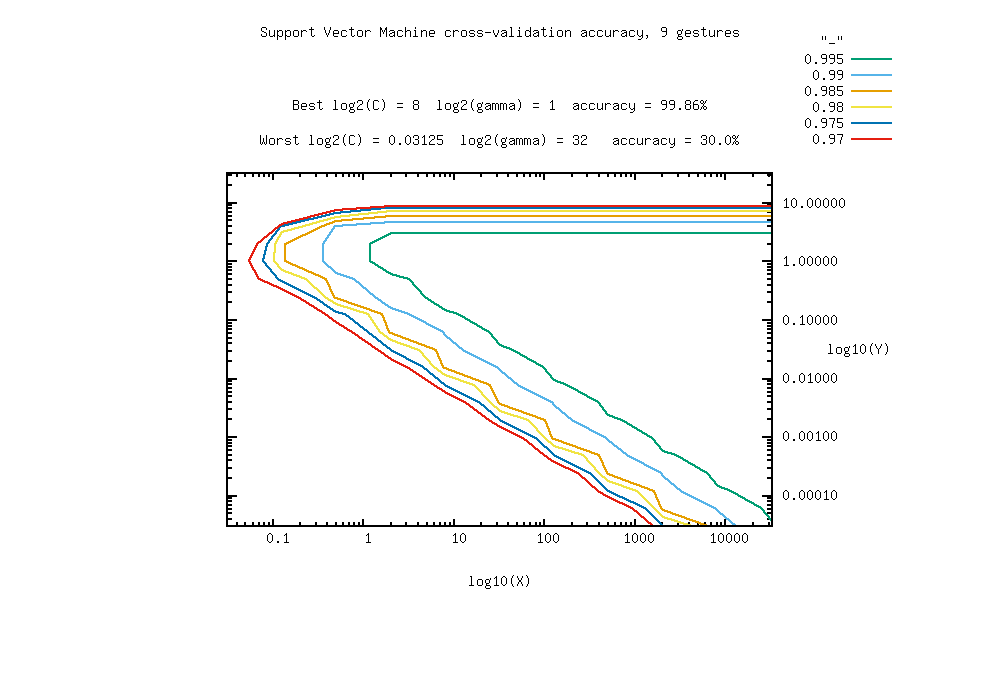 Support Vector Machine cross-validation accuracy, 9 gestures
"_"
0.995
0.99
0.985
0.98
0.975
0.97
Best log2(C) = 8  log2(gamma) = 1  accuracy = 99.86%
Worst log2(C) = 0.03125  log2(gamma) = 32   accuracy = 30.0%
10.00000
1.00000
0.10000
log10(Y)
0.01000
0.00100
0.00010
0.1 1 10 100 1000 10000
log10(X)